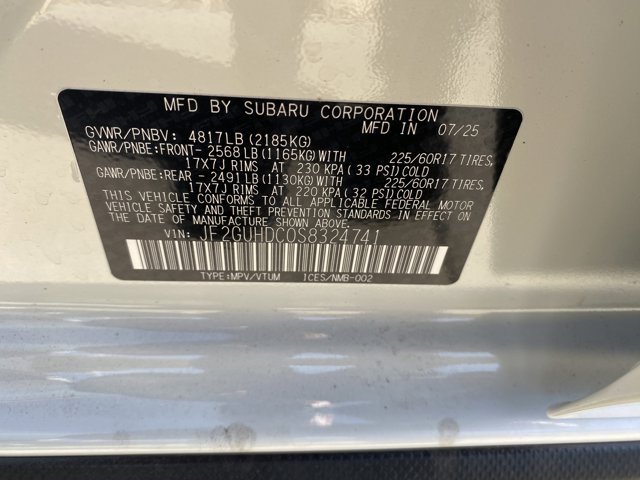 MFD BY SUBARU CORPORATION
MFD IN 07/25
GVWR/PNBV: 4817LB (2185KG)
GAWR/PNBE:FRONT- 2568LB (1165KG)WITH 225/60R17 TIRES,
17X7J RIMS AT 230 KPA (33 PSI) COLD
GAWR/PNBE:REAR - 2491LB (1130KG)WITH 225/60R17 TIRES,
17X7J RIMS AT 220 KPA (32 PSI) COLD
THIS VEHICLE CONFORMS TO ALL APPLICABLE FEDERAL MOTOR
VEHICLE SAFETY AND THEFT PREVENTION STANDARDS IN EFFECT ON
THE DATE OF MANUFACTURE SHOWN ABOVE.
VIN: JF2GUHDC0S8324741
TYPE:MPV/VTUM ICES/NMB-002